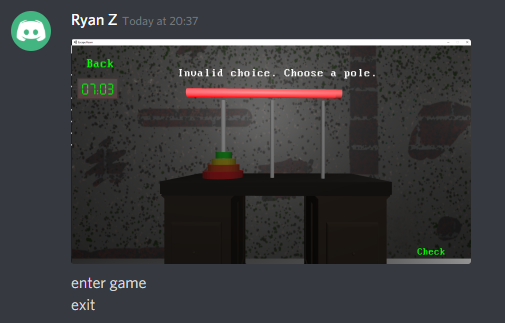 Ryan Z Today at 20:37
Back
Invalid choice. Choose a pole.
07:03
Check
enter game
exit